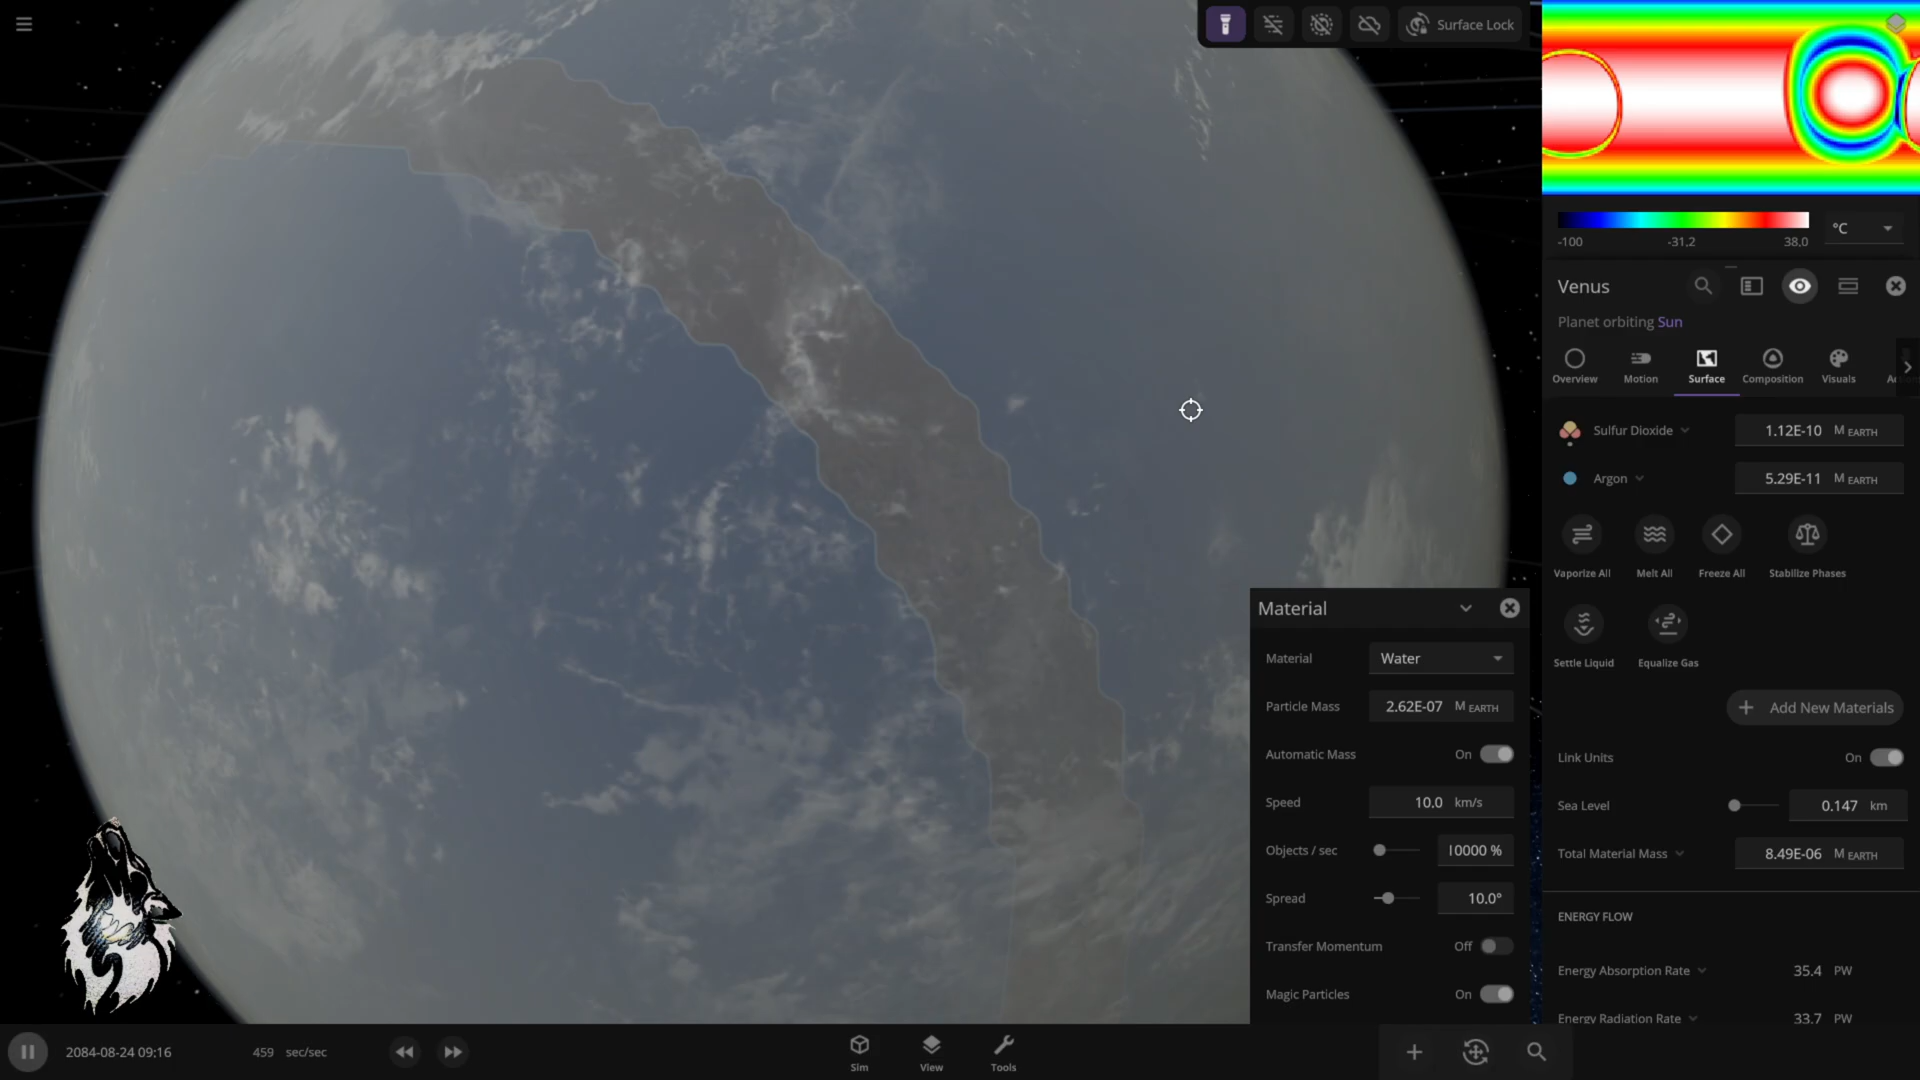 Surface Lock
°C
-100 -31,2 38,0
Venus
Planet orbiting Sun
Overview Motion Surface Composition Visuals
Sulfur Dioxide 1.12E-10 M EARTH
Argon 5.29E-11 M EARTH
Vaporize All Melt All Freeze All Stabilize Phases
Settle Liquid Equalize Gas
Add New Materials
Link Units On
Sea Level 0.147 km
Total Material Mass 8.49E-06 M EARTH
ENERGY FLOW
Energy Absorption Rate 35.4 PW
Energy Radiation Rate 33.7 PW
Material
Material Water
Particle Mass 2.62E-07 M EARTH
Automatic Mass On
Speed 10.0 km/s
Objects / sec 10000 %
Spread 10.0°
Transfer Momentum Off
Magic Particles On
2084-08-24 09:16 459 sec/sec
Sim View Tools